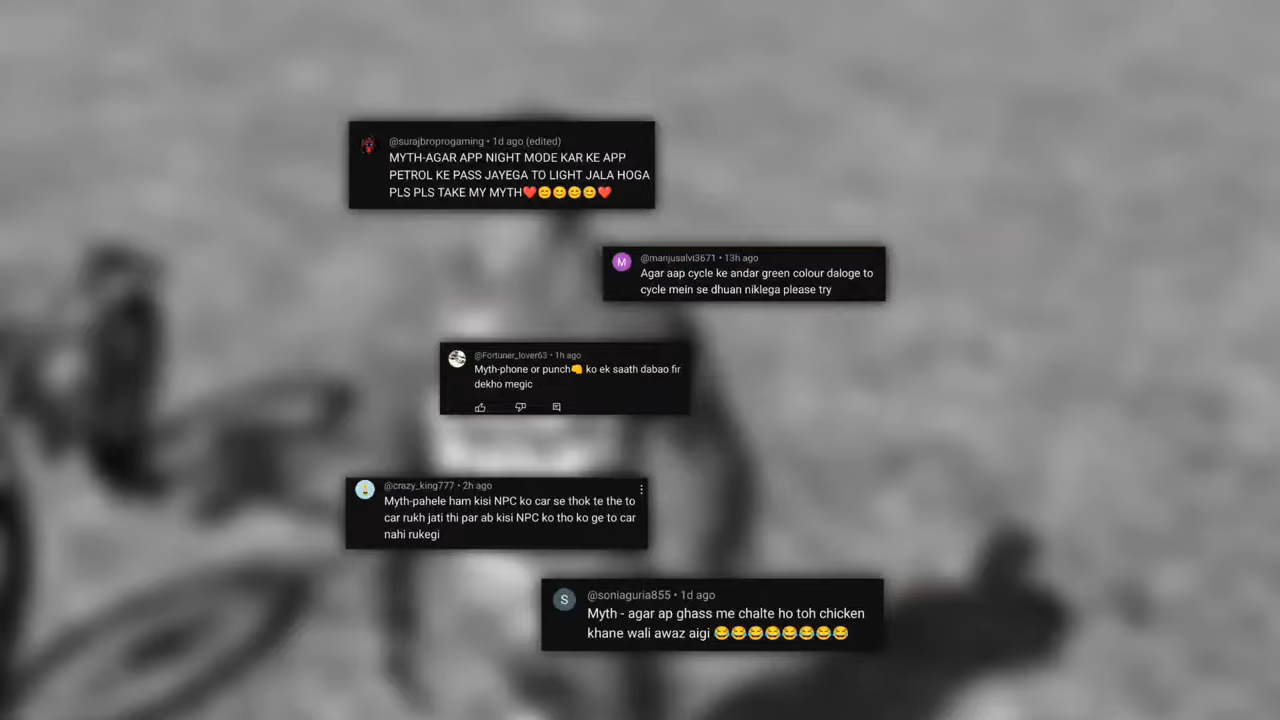 @surajbroprogaming • 1d ago (edited)
MYTH-AGAR APP NIGHT MODE KAR KE APP
PETROL KE PASS JAYEGA TO LIGHT JALA HOGA
PLS PLS TAKE MY MYTH❤️😊😊😊😊❤️
M
@manjusalvi3671 • 13h ago
Agar aap cycle ke andar green colour daloge to
cycle mein se dhuan niklega please try
@Fortuner_lover63 • 1h ago
Myth-phone or punch👊 ko ek saath dabao fir
dekho megic
@crazy_king777 • 2h ago
Myth-pahele ham kisi NPC ko car se thok te the to
car rukh jati thi par ab kisi NPC ko tho ko ge to car
nahi rukegi
S
@soniaguria855 • 1d ago
Myth - agar ap ghass me chalte ho toh chicken
khane wali awaz aigi 😂😂😂😂😂😂😂😂